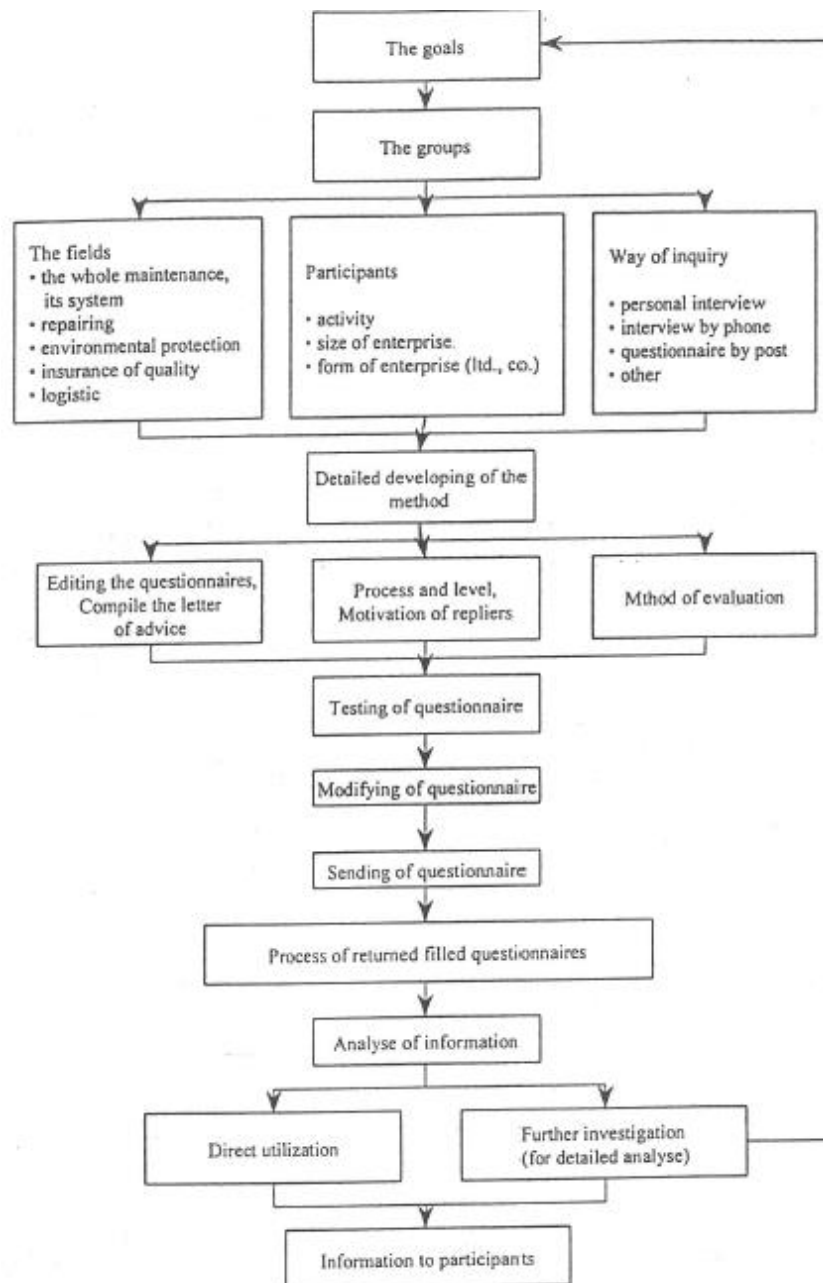 The goals
The groups
The fields
• the whole maintenance,
its system
• repairing
• environmental protection
• insurance of quality
• logistic
Participants
• activity
• size of enterprise.
• form of enterprise (ltd., co.)
Way of inquiry
• personal interview
• interview by phone
• questionnaire by post
• other
Detailed developing of the
method
Editing the questionnaires,
Compile the letter
of advice
Process and level,
Motivation of repliers
Mthod of evaluation
Testing of questionnaire
Modifying of questionnaire
Sending of questionnaire
Process of returned filled questionnaires
Analyse of information
Direct utilization
Further investigation
(for detailed analyse)
Information to participants